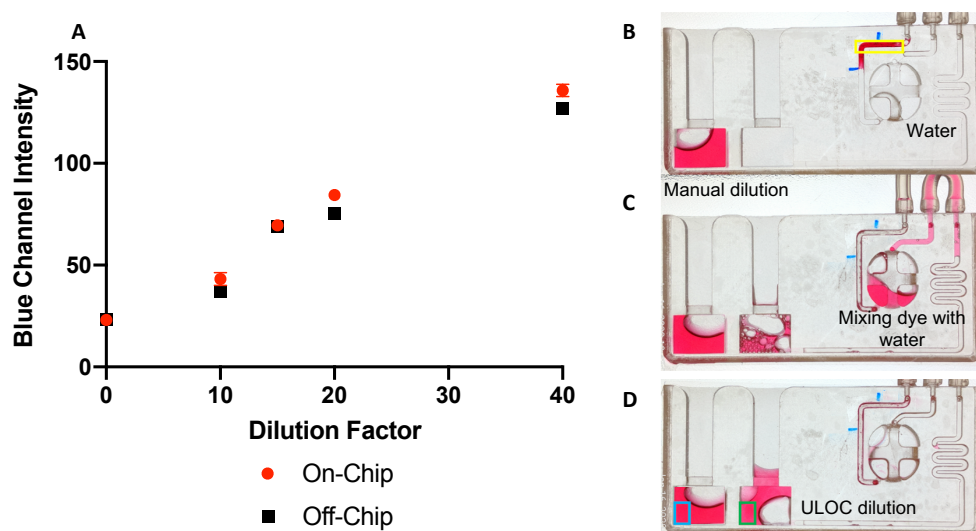 A
150
100
50
0
Blue Channel Intensity
0
10
20
30
40
Dilution Factor
On-Chip
Off-Chip
B
Water
Manual dilution
C
Mixing dye with
water
D
ULOC dilution